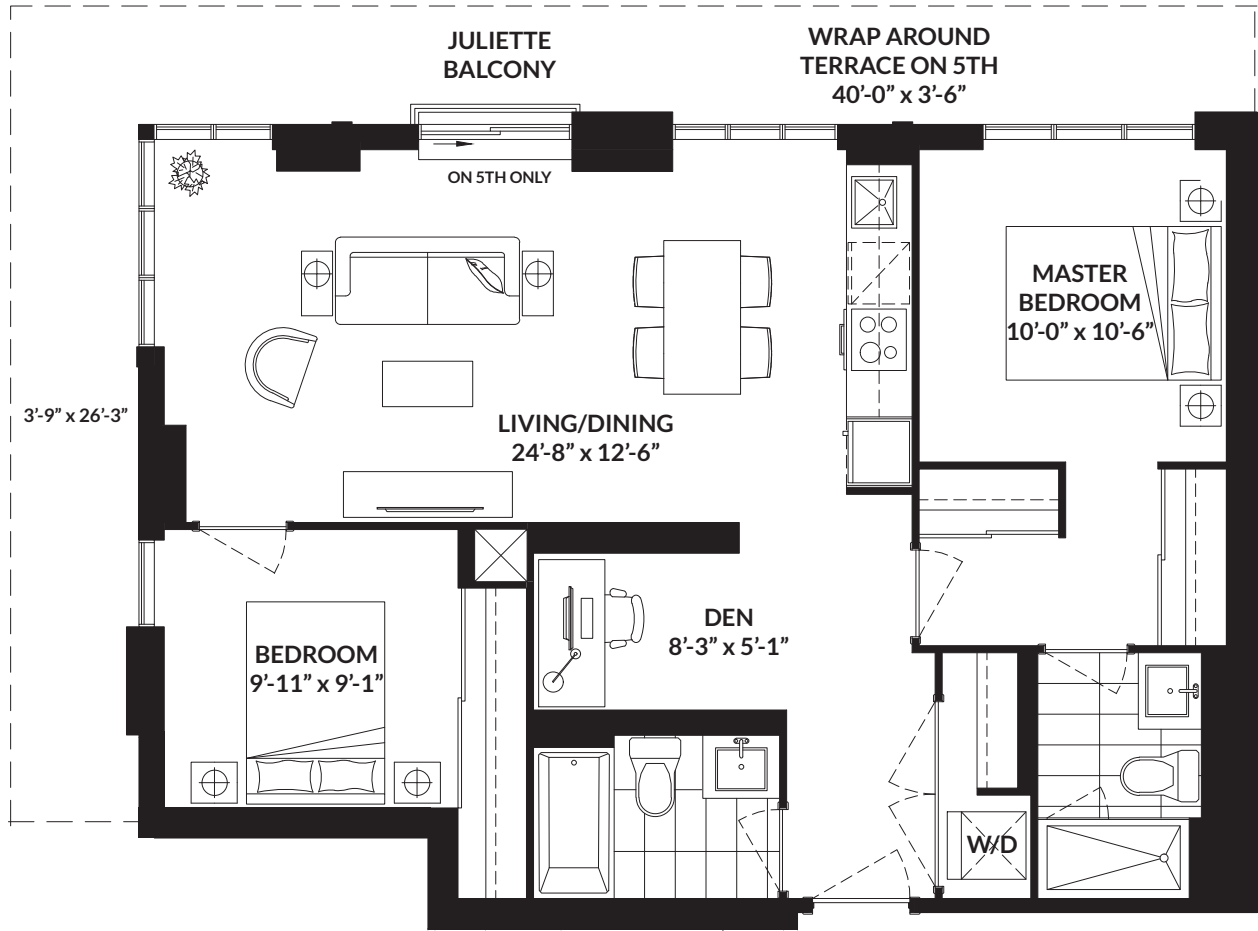 JULIETTE
BALCONY
WRAP AROUND
TERRACE ON 5TH
40’-0” x 3’-6”
ON 5TH ONLY
MASTER
BEDROOM
10’-0” x 10’-6”
3’-9” x 26’-3”
LIVING/DINING
24’-8” x 12’-6”
DEN
8’-3” x 5’-1”
BEDROOM
9’-11” x 9’-1”
W/D